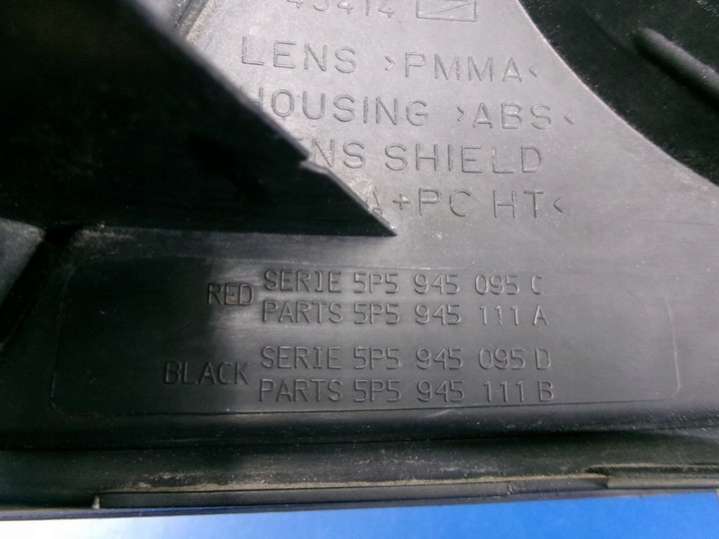 43414
LENS >PMMA<
HOUSING >ABS<
SHIELD
+PC HT<
RED SERIE 5P5 945 095 C
PARTS 5P5 945 111 A
BLACK SERIE 5P5 945 095 D
PARTS 5P5 945 111 B